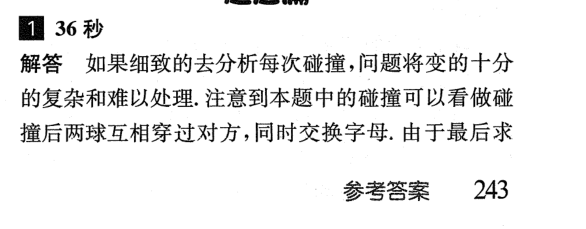 1 36 秒
解答 如果细致的去分析每次碰撞,问题将变的十分
的复杂和难以处理. 注意到本题中的碰撞可以看做碰
撞后两球互相穿过对方,同时交换字母. 由于最后求
参考答案 243